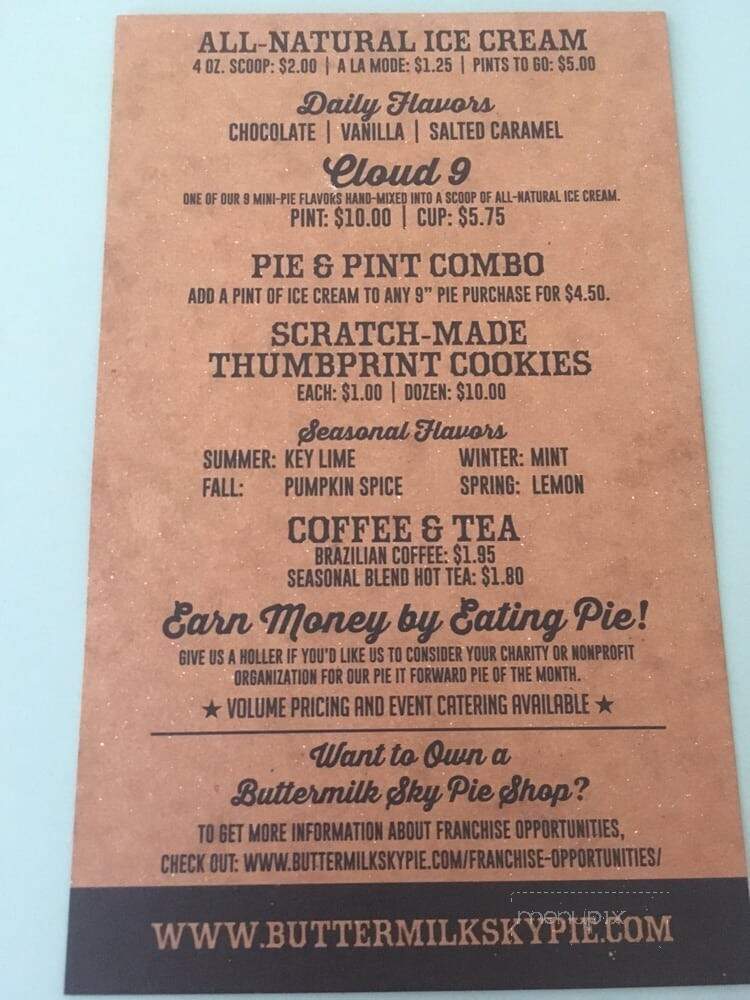 ALL-NATURAL ICE CREAM
4 OZ. SCOOP: $2.00 | A LA MODE: $1.25 | PINTS TO GO: $5.00
Daily Flavors
CHOCOLATE | VANILLA | SALTED CARAMEL
Cloud 9
ONE OF OUR 9 MINI-PIE FLAVORS HAND-MIXED INTO A SCOOP OF ALL-NATURAL ICE CREAM.
PINT: $10.00 | CUP: $5.75
PIE & PINT COMBO
ADD A PINT OF ICE CREAM TO ANY 9" PIE PURCHASE FOR $4.50.
SCRATCH-MADE
THUMBPRINT COOKIES
EACH: $1.00 | DOZEN: $10.00
Seasonal Flavors
SUMMER: KEY LIME WINTER: MINT
FALL: PUMPKIN SPICE SPRING: LEMON
COFFEE & TEA
BRAZILIAN COFFEE: $1.95
SEASONAL BLEND HOT TEA: $1.80
Earn Money by Eating Pie!
GIVE US A HOLLER IF YOU'D LIKE US TO CONSIDER YOUR CHARITY OR NONPROFIT
ORGANIZATION FOR OUR PIE IT FORWARD PIE OF THE MONTH.
★ VOLUME PRICING AND EVENT CATERING AVAILABLE ★
Want to Own a
Buttermilk Sky Pie Shop?
TO GET MORE INFORMATION ABOUT FRANCHISE OPPORTUNITIES,
CHECK OUT: WWW.BUTTERMILKSKYPIE.COM/FRANCHISE-OPPORTUNITIES/
menupix
WWW.BUTTERMILKSKYPIE.COM